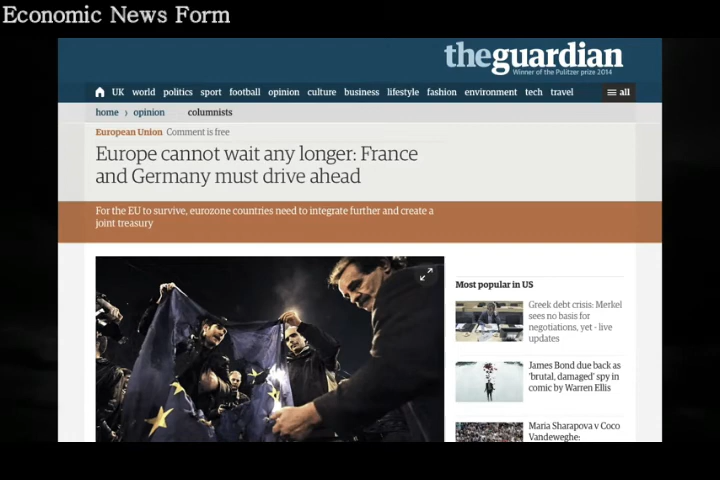 Economic News Form
theguardian
Winner of the Pulitzer prize 2014
UK world politics sport football opinion culture business lifestyle fashion environment tech travel all
home › opinion columnists
European Union Comment is free
Europe cannot wait any longer: France
and Germany must drive ahead
For the EU to survive, eurozone countries need to integrate further and create a
joint treasury
Most popular in US
Greek debt crisis: Merkel
sees no basis for
negotiations, yet - live
updates
James Bond due back as
'brutal, damaged' spy in
comic by Warren Ellis
Maria Sharapova v Coco
Vandeweghe: